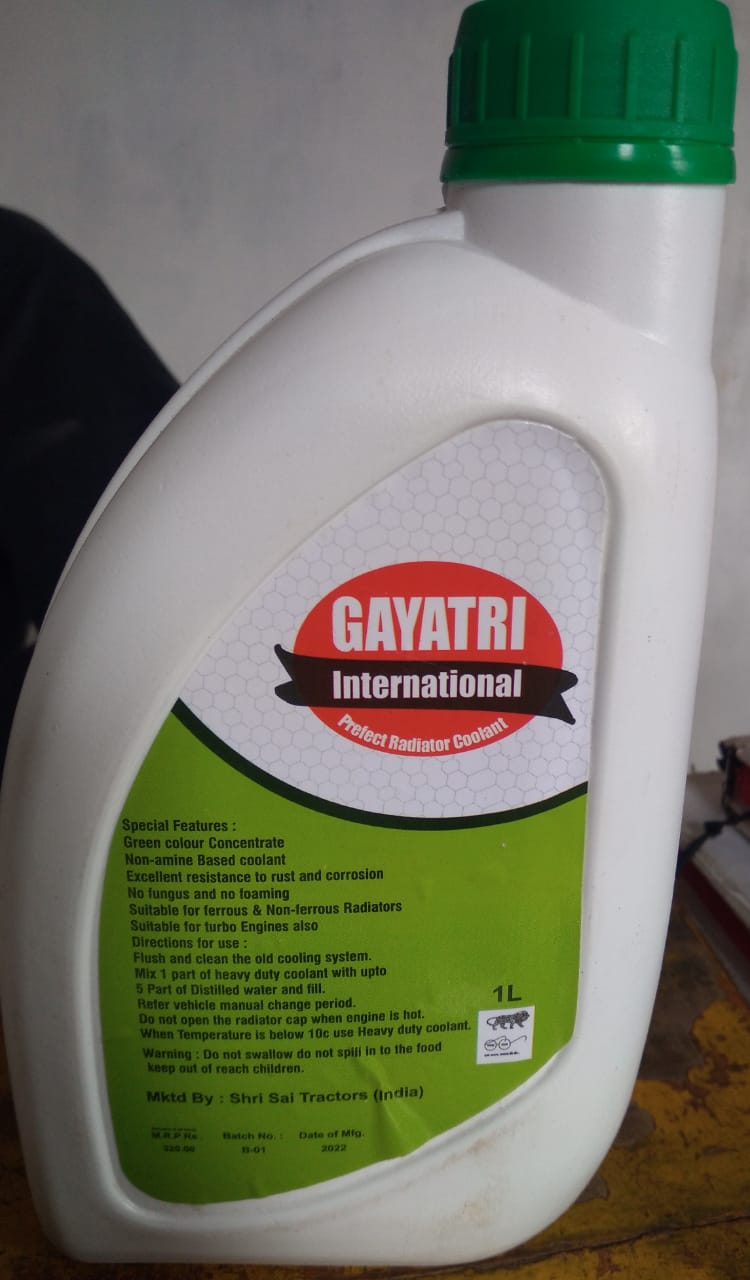 GAYATRI
International
Prefect Radiator Coolant
Special Features :
Green colour Concentrate
Non-amine Based coolant
Excellent resistance to rust and corrosion
No fungus and no foaming
Suitable for ferrous & Non-ferrous Radiators
Suitable for turbo Engines also
Directions for use :
Flush and clean the old cooling system.
Mix 1 part of heavy duty coolant with upto
5 Part of Distilled water and fill.
Refer vehicle manual change period.
Do not open the radiator cap when engine is hot.
When Temperature is below 10c use Heavy duty coolant.
1L
Warning : Do not swallow do not spill in to the food
keep out of reach children.
Mktd By : Shri Sai Tractors (India)
M.R.P Rs. Batch No. : Date of Mfg.
320.00 B-01 2022